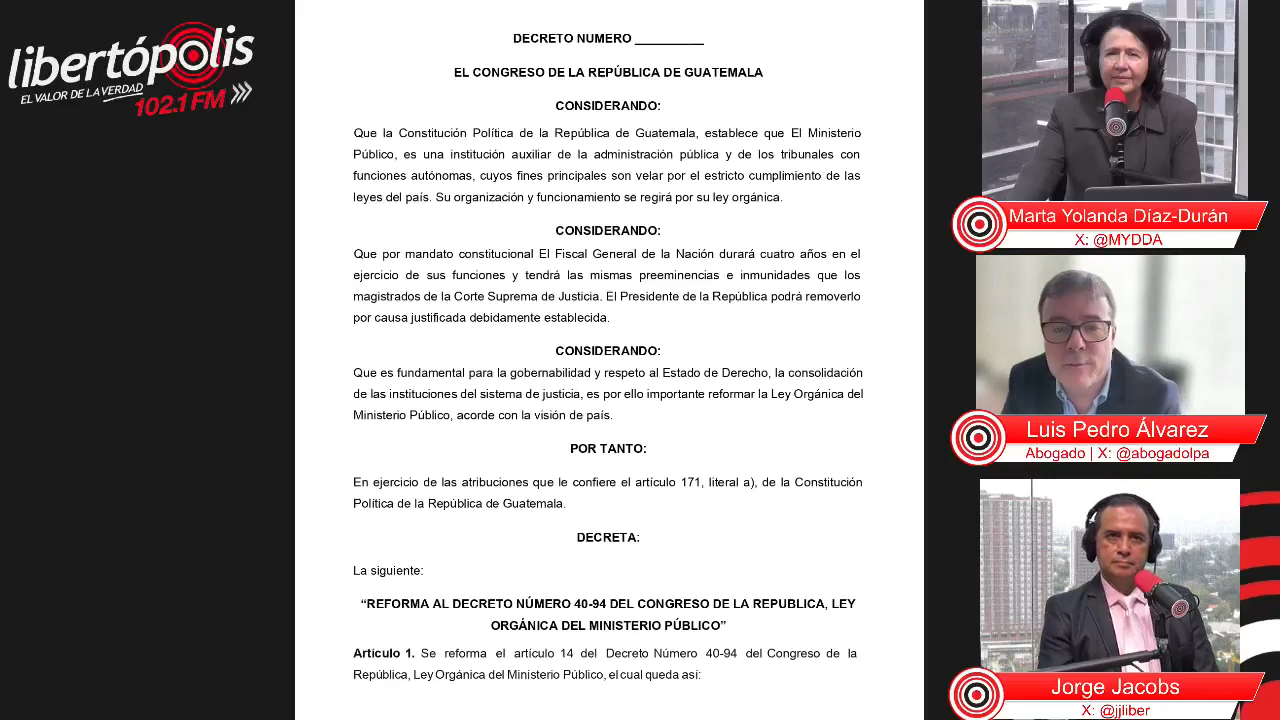 libertópolis
EL VALOR DE LA VERDAD
102.1 FM
DECRETO NUMERO __________
EL CONGRESO DE LA REPÚBLICA DE GUATEMALA
CONSIDERANDO:
Que la Constitución Política de la República de Guatemala, establece que El Ministerio
Público, es una institución auxiliar de la administración pública y de los tribunales con
funciones autónomas, cuyos fines principales son velar por el estricto cumplimiento de las
leyes del país. Su organización y funcionamiento se regirá por su ley orgánica.
CONSIDERANDO:
Que por mandato constitucional El Fiscal General de la Nación durará cuatro años en el
ejercicio de sus funciones y tendrá las mismas preeminencias e inmunidades que los
magistrados de la Corte Suprema de Justicia. El Presidente de la República podrá removerlo
por causa justificada debidamente establecida.
CONSIDERANDO:
Que es fundamental para la gobernabilidad y respeto al Estado de Derecho, la consolidación
de las instituciones del sistema de justicia, es por ello importante reformar la Ley Orgánica del
Ministerio Público, acorde con la visión de país.
POR TANTO:
En ejercicio de las atribuciones que le confiere el artículo 171, literal a), de la Constitución
Política de la República de Guatemala.
DECRETA:
La siguiente:
“REFORMA AL DECRETO NÚMERO 40-94 DEL CONGRESO DE LA REPUBLICA, LEY
ORGÁNICA DEL MINISTERIO PÚBLICO”
Articulo 1. Se reforma el artículo 14 del Decreto Número 40-94 del Congreso de la
República, Ley Orgánica del Ministerio Público, el cual queda así:
Marta Yolanda Díaz-Durán
X: @MYDDA
Luis Pedro Álvarez
Abogado | X: @abogadolpa
Jorge Jacobs
X: @jjliber